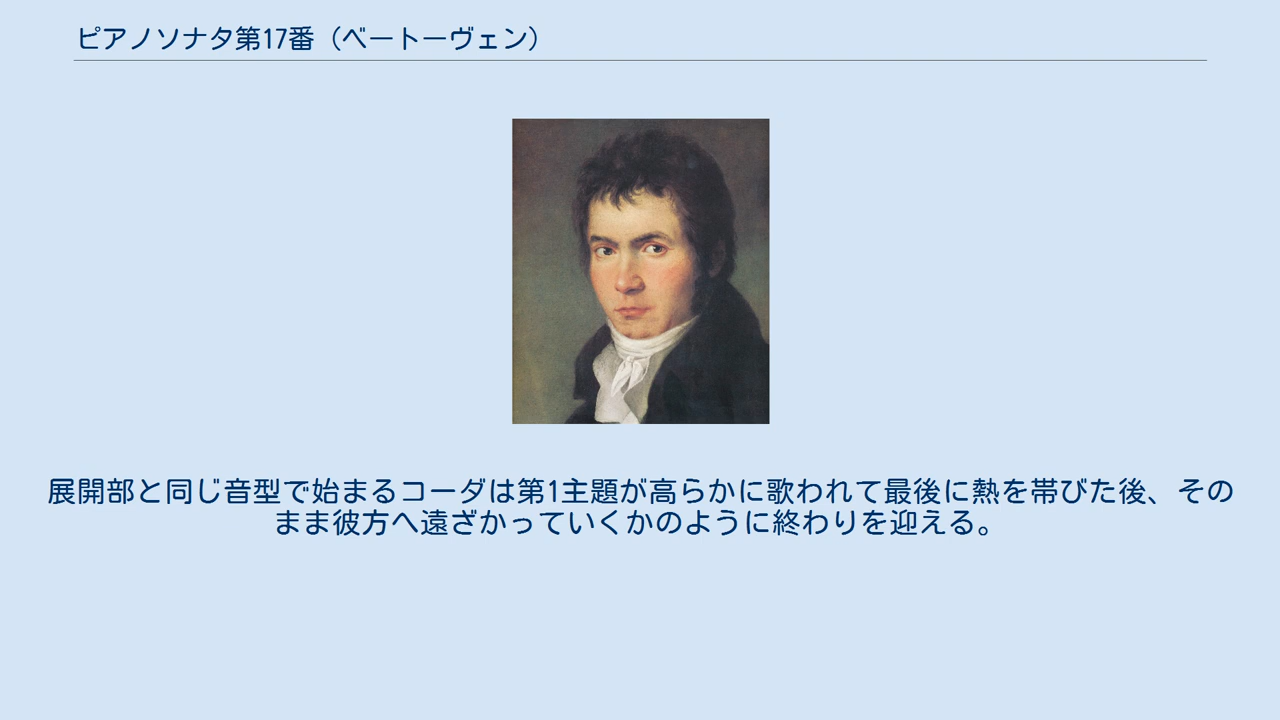 ピアノソナタ第17番（ベートーヴェン）
展開部と同じ音型で始まるコーダは第1主題が高らかに歌われて最後に熱を帯びた後、その
まま彼方へ遠ざかっていくかのように終わりを迎える。